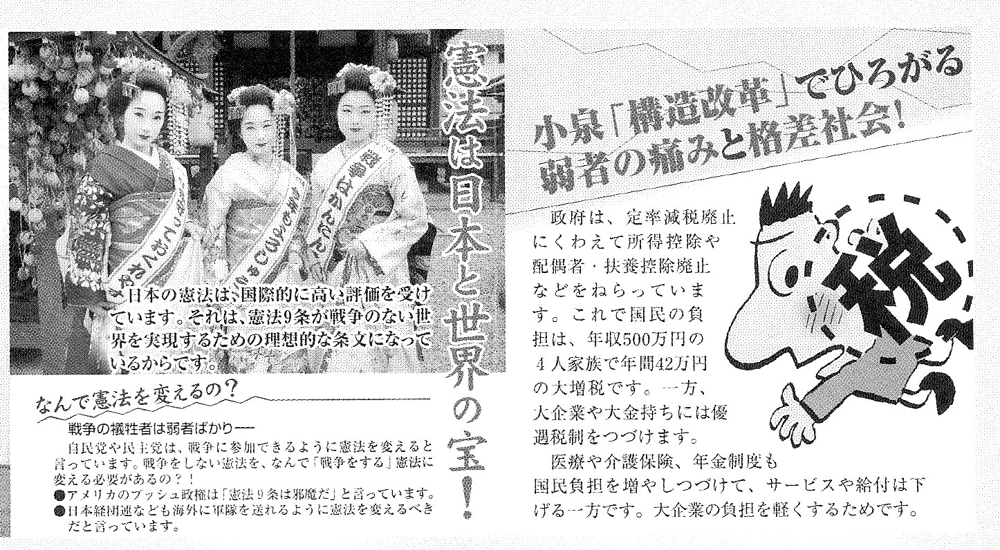 憲法は日本と世界の宝！
戦争はかんどん
日本の憲法は、国際的に高い評価を受け
ています。それは、憲法9条が戦争のない世
界を実現するための理想的な条文になって
いるからです。
なんで憲法を変えるの？
戦争の犠牲者は弱者ばかり──
自民党や民主党は、戦争に参加できるように憲法を変えると
言っています。戦争をしない憲法を、なんで「戦争をする」憲法に
変える必要があるの？！
●アメリカのブッシュ政権は「憲法９条は邪魔だ」と言っています。
●日本経団連なども海外に軍隊を送れるように憲法を変えるべき
だと言っています。
小泉「構造改革」でひろがる
弱者の痛みと格差社会！
政府は、定率減税廃止
にくわえて所得控除や
配偶者・扶養控除廃止
などをねらっていま
す。これで国民の負
担は、年収500万円の
４人家族で年間42万円
の大増税です。一方、
大企業や大金持ちには優
遇税制をつづけます。
医療や介護保険、年金制度も
国民負担を増やしつづけて、サービスや給付は下
げる一方です。大企業の負担を軽くするためです。
税